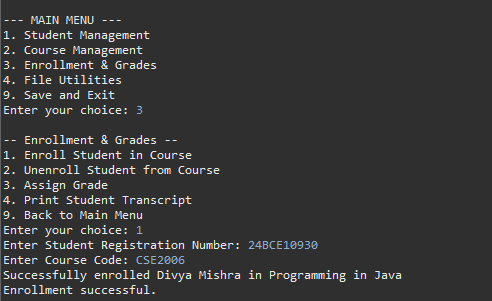 --- MAIN MENU ---
1. Student Management
2. Course Management
3. Enrollment & Grades
4. File Utilities
9. Save and Exit
Enter your choice: 3
-- Enrollment & Grades --
1. Enroll Student in Course
2. Unenroll Student from Course
3. Assign Grade
4. Print Student Transcript
9. Back to Main Menu
Enter your choice: 1
Enter Student Registration Number: 24BCE10930
Enter Course Code: CSE2006
Successfully enrolled Divya Mishra in Programming in Java
Enrollment successful.